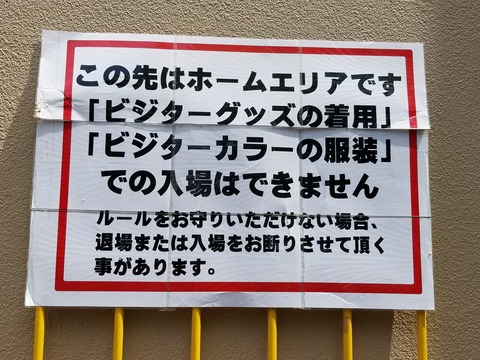 この先はホームエリアです
「ビジターグッズの着用」
「ビジターカラーの服装」
での入場はできません
ルールをお守りいただけない場合、
退場または入場をお断りさせて頂く
事があります。